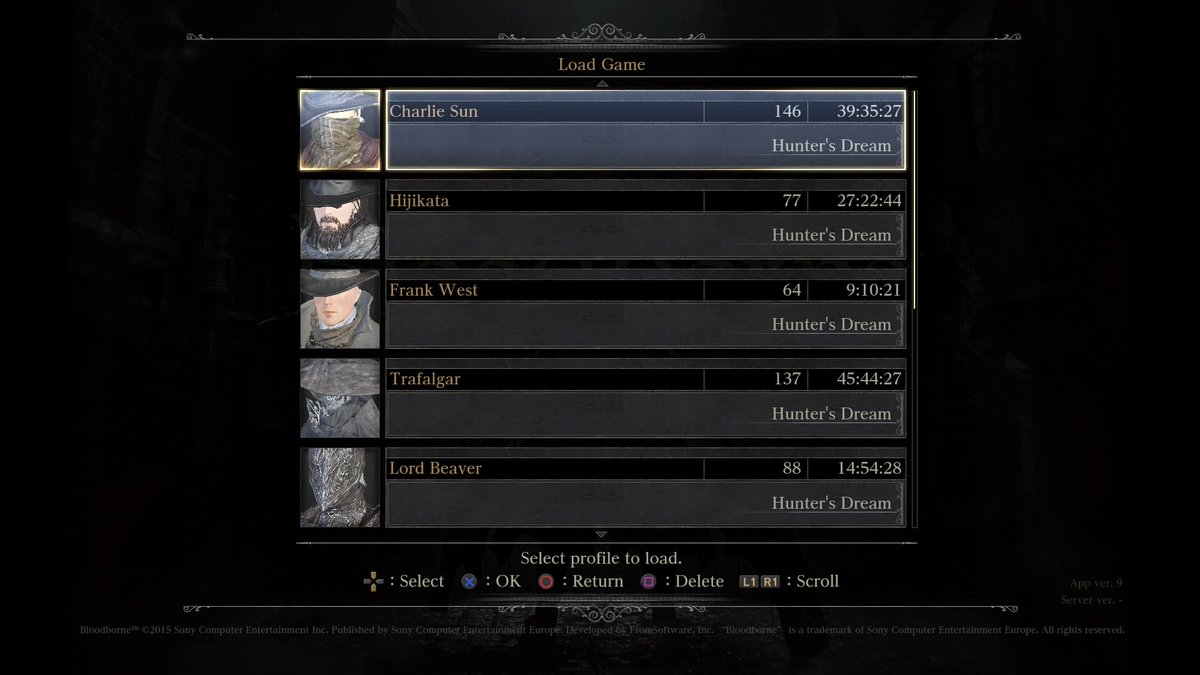 Load Game
Charlie Sun 146 39:35:27
Hunter's Dream
Hijikata 77 27:22:44
Hunter's Dream
Frank West 64 9:10:21
Hunter's Dream
Trafalgar 137 45:44:27
Hunter's Dream
Lord Beaver 88 14:54:28
Hunter's Dream
Select profile to load.
: Select : OK : Return : Delete L1 R1 : Scroll
App ver. 9
Server ver. -
Bloodborne™ ©2015 Sony Computer Entertainment Inc. Published by Sony Computer Entertainment Europe. Developed by FromSoftware, Inc. "Bloodborne" is a trademark of Sony Computer Entertainment Europe. All rights reserved.